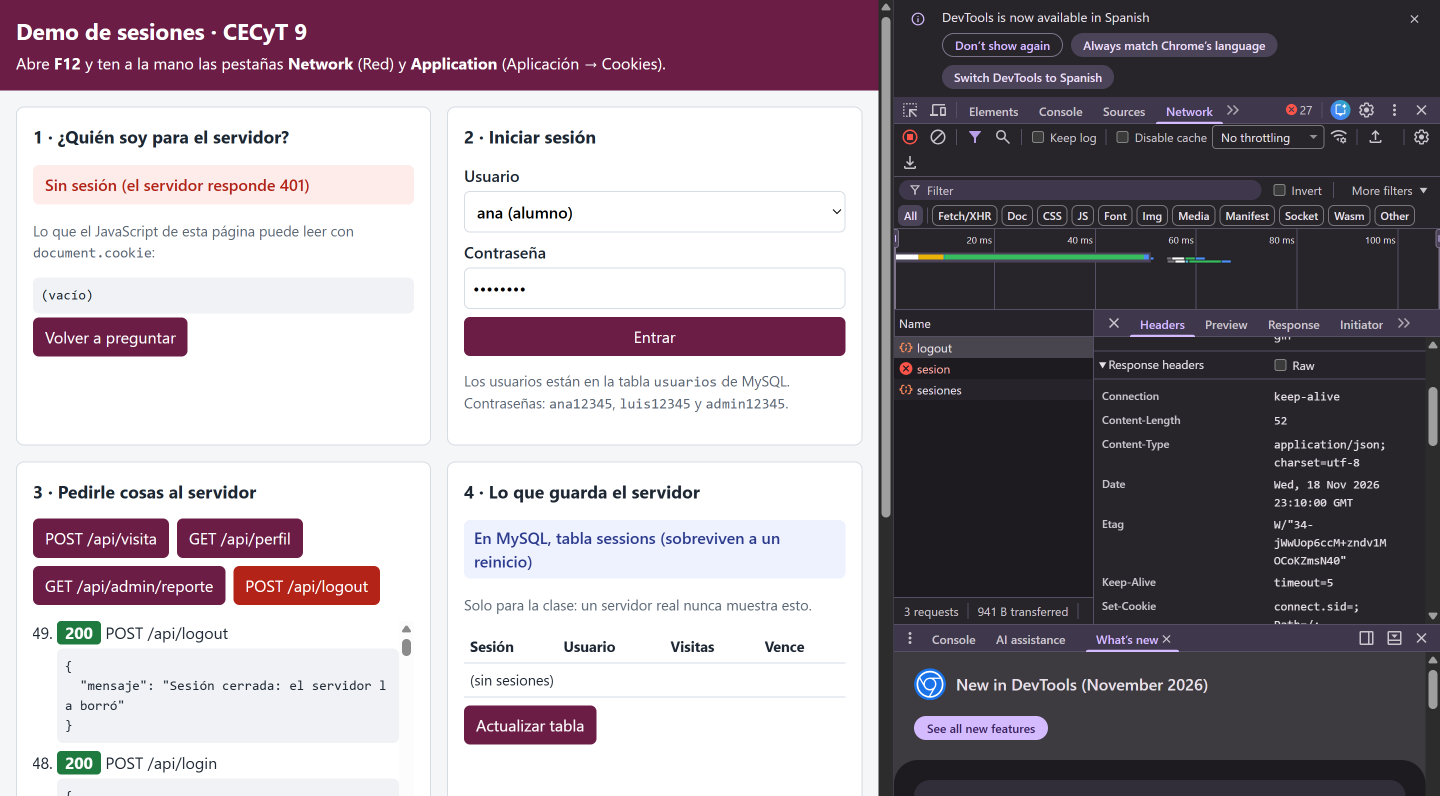 Demo de sesiones · CECyT 9
Abre F12 y ten a la mano las pestañas Network (Red) y Application (Aplicación → Cookies).
1 · ¿Quién soy para el servidor?
Sin sesión (el servidor responde 401)
Lo que el JavaScript de esta página puede leer con
document.cookie:
(vacío)
Volver a preguntar
2 · Iniciar sesión
Usuario
ana (alumno)
Contraseña
••••••••
Entrar
Los usuarios están en la tabla usuarios de MySQL.
Contraseñas: ana12345, luis12345 y admin12345.
3 · Pedirle cosas al servidor
POST /api/visita
GET /api/perfil
GET /api/admin/reporte
POST /api/logout
49. 200 POST /api/logout
{
"mensaje": "Sesión cerrada: el servidor l
a borró"
}
48. 200 POST /api/login
{
4 · Lo que guarda el servidor
En MySQL, tabla sessions (sobreviven a un
reinicio)
Solo para la clase: un servidor real nunca muestra esto.
Sesión Usuario Visitas Vence
(sin sesiones)
Actualizar tabla
DevTools is now available in Spanish
Don't show again
Always match Chrome's language
Switch DevTools to Spanish
Elements Console Sources Network 27
Keep log Disable cache No throttling
Filter Invert More filters
All Fetch/XHR Doc CSS JS Font Img Media Manifest Socket Wasm Other
20 ms 40 ms 60 ms 80 ms 100 ms
Name
logout
sesion
sesiones
3 requests 941 B transferred
Headers Preview Response Initiator
gin
Response headers Raw
Connection keep-alive
Content-Length 52
Content-Type application/json;
charset=utf-8
Date Wed, 18 Nov 2026
23:10:00 GMT
Etag W/"34-
jWwUop6ccM+zndv1M
OCoKZmsN40"
Keep-Alive timeout=5
Set-Cookie connect.sid=;
Path=/;
Console AI assistance What's new
New in DevTools (November 2026)
See all new features